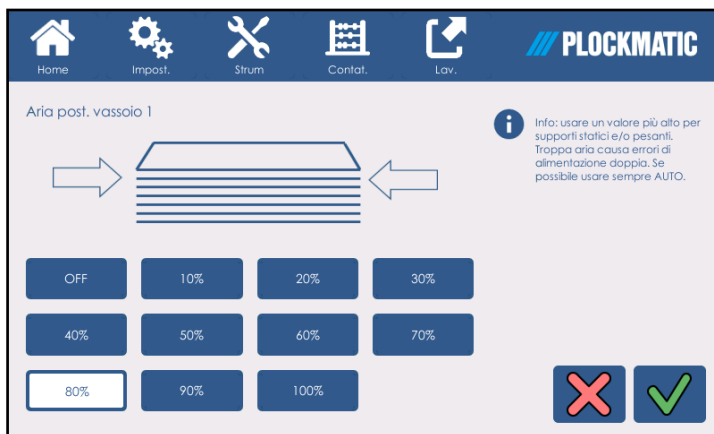 Home
Impost.
Strum
Contat.
Lav.
PLOCKMATIC
Aria post. vassoio 1
Info: usare un valore più alto per
supporti statici e/o pesanti.
Troppa aria causa errori di
alimentazione doppia. Se
possibile usare sempre AUTO.
OFF
10%
20%
30%
40%
50%
60%
70%
80%
90%
100%